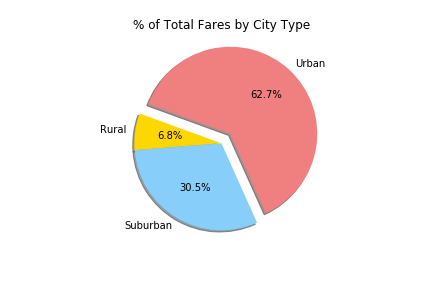 % of Total Fares by City Type
Urban
62.7%
Rural
6.8%
30.5%
Suburban